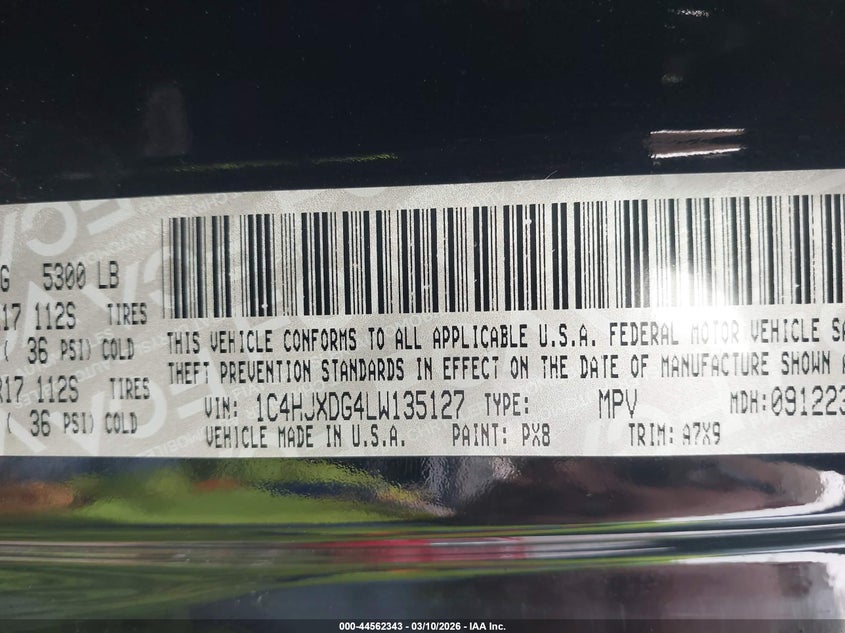 G 5300 LB
R17 112S TIRES
( 36 PSI) COLD
R17 112S TIRES
( 36 PSI) COLD
THIS VEHICLE CONFORMS TO ALL APPLICABLE U.S.A. FEDERAL MOTOR VEHICLE SA
THEFT PREVENTION STANDARDS IN EFFECT ON THE DATE OF MANUFACTURE SHOWN A
VIN: 1C4HJXDG4LW135127 TYPE: MPV MDH:091223
VEHICLE MADE IN U.S.A. PAINT: PX8 TRIM: A7X9
000-44562343 — 03/10/2026 — IAA Inc.